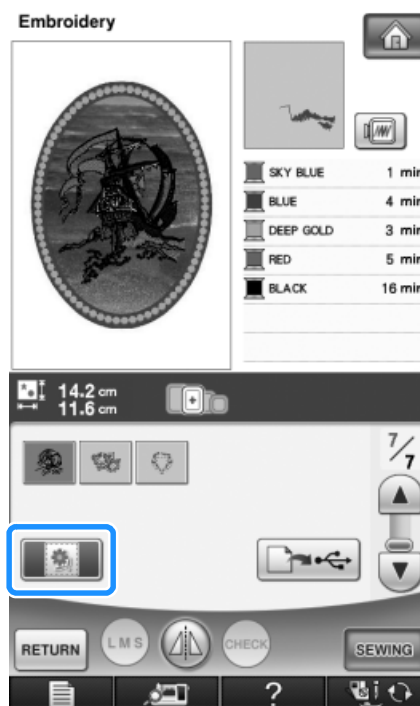 Embroidery
SKY BLUE 1 min
BLUE 4 min
DEEP GOLD 3 min
RED 5 min
BLACK 16 min
14.2 cm
11.6 cm
7/7
RETURN
L M S
CHECK
SEWING
?